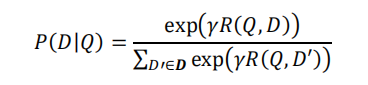 P(D|Q) = exp(γR(Q, D)) / ∑_{D′∈𝑫} exp(γR(Q, D′))